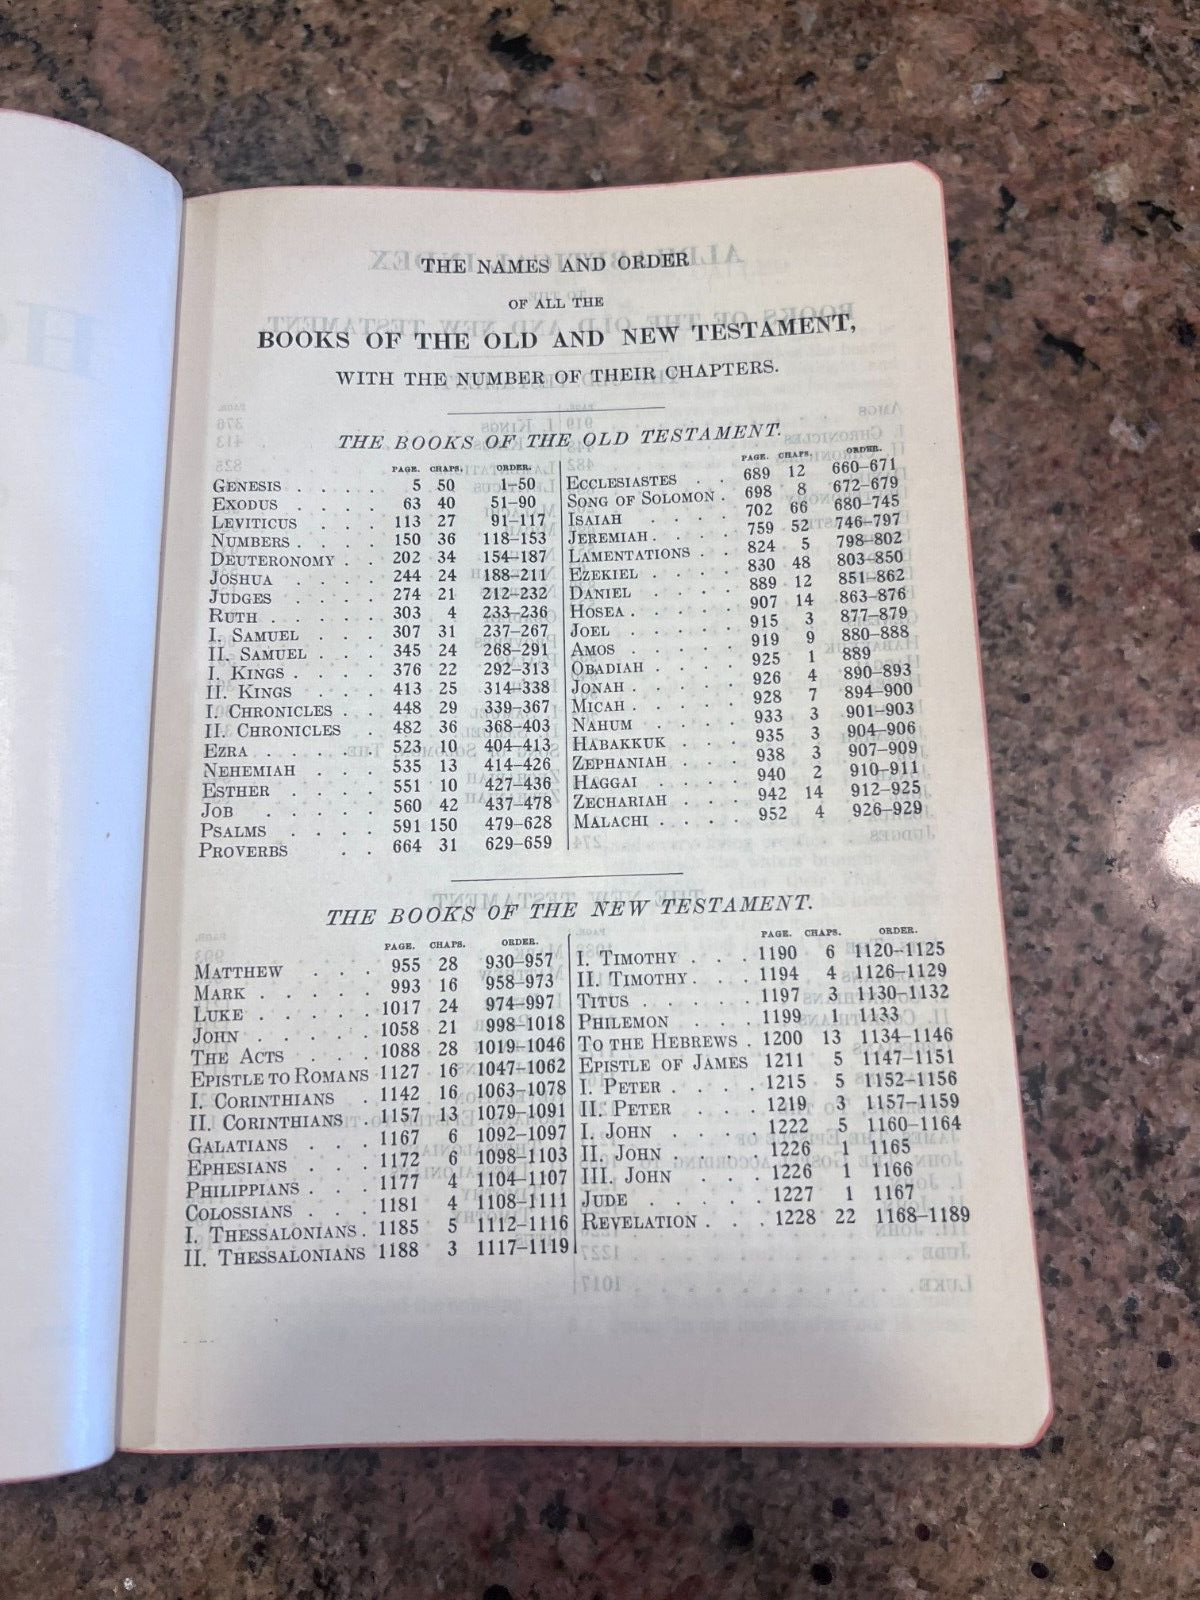 THE NAMES AND ORDER
OF ALL THE
BOOKS OF THE OLD AND NEW TESTAMENT,
WITH THE NUMBER OF THEIR CHAPTERS.
THE BOOKS OF THE OLD TESTAMENT.
PAGE. CHAPS. ORDER.
GENESIS . . . . 5 50 1–50
EXODUS . . . . 63 40 51–90
LEVITICUS . . . . 113 27 91–117
NUMBERS . . . . 150 36 118–153
DEUTERONOMY . . 202 34 154–187
JOSHUA . . . . 244 24 188–211
JUDGES . . . . 274 21 212–232
RUTH . . . . . 303 4 233–236
I. SAMUEL . . . 307 31 237–267
II. SAMUEL . . . 345 24 268–291
I. KINGS . . . . 376 22 292–313
II. KINGS . . . 413 25 314–338
I. CHRONICLES . . 448 29 339–367
II. CHRONICLES . 482 36 368–403
EZRA . . . . . 523 10 404–413
NEHEMIAH . . . 535 13 414–426
ESTHER . . . . 551 10 427–436
JOB . . . . . 560 42 437–478
PSALMS . . . . 591 150 479–628
PROVERBS . . 664 31 629–659
PAGE. CHAPS. ORDER.
ECCLESIASTES . . 689 12 660–671
SONG OF SOLOMON . 698 8 672–679
ISAIAH . . . . 702 66 680–745
JEREMIAH . . . . 759 52 746–797
LAMENTATIONS . . 824 5 798–802
EZEKIEL . . . . 830 48 803–850
DANIEL . . . . 889 12 851–862
HOSEA . . . . . 907 14 863–876
JOEL . . . . . 915 3 877–879
AMOS . . . . . 919 9 880–888
OBADIAH . . . . 925 1 889
JONAH . . . . . 926 4 890–893
MICAH . . . . . 928 7 894–900
NAHUM . . . . 933 3 901–903
HABAKKUK . . . 935 3 904–906
ZEPHANIAH . . . 938 3 907–909
HAGGAI . . . . 940 2 910–911
ZECHARIAH . . . 942 14 912–925
MALACHI . . . . 952 4 926–929
THE BOOKS OF THE NEW TESTAMENT.
PAGE. CHAPS. ORDER.
MATTHEW . . . 955 28 930–957
MARK . . . . . 993 16 958–973
LUKE . . . . . 1017 24 974–997
JOHN . . . . . 1058 21 998–1018
THE ACTS . . . 1088 28 1019–1046
EPISTLE TO ROMANS 1127 16 1047–1062
I. CORINTHIANS . 1142 16 1063–1078
II. CORINTHIANS . 1157 13 1079–1091
GALATIANS . . . 1167 6 1092–1097
EPHESIANS . . . 1172 6 1098–1103
PHILIPPIANS . . . 1177 4 1104–1107
COLOSSIANS . . . 1181 4 1108–1111
I. THESSALONIANS . 1185 5 1112–1116
II. THESSALONIANS 1188 3 1117–1119
PAGE. CHAPS. ORDER.
I. TIMOTHY . . . 1190 6 1120–1125
II. TIMOTHY . . . 1194 4 1126–1129
TITUS . . . . . 1197 3 1130–1132
PHILEMON . . . 1199 1 1133
TO THE HEBREWS . 1200 13 1134–1146
EPISTLE OF JAMES 1211 5 1147–1151
I. PETER . . . . 1215 5 1152–1156
II. PETER . . . . 1219 3 1157–1159
I. JOHN . . . . 1222 5 1160–1164
II. JOHN . . . . 1226 1 1165
III. JOHN . . . 1226 1 1166
JUDE . . . . . 1227 1 1167
REVELATION . . . 1228 22 1168–1189